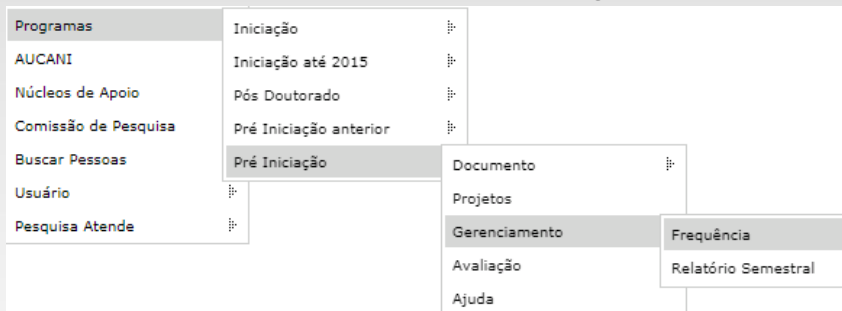 Programas
AUCANI
Núcleos de Apoio
Comissão de Pesquisa
Buscar Pessoas
Usuário
Pesquisa Atende
Iniciação
Iniciação até 2015
Pós Doutorado
Pré Iniciação anterior
Pré Iniciação
Documento
Projetos
Gerenciamento
Avaliação
Ajuda
Frequência
Relatório Semestral